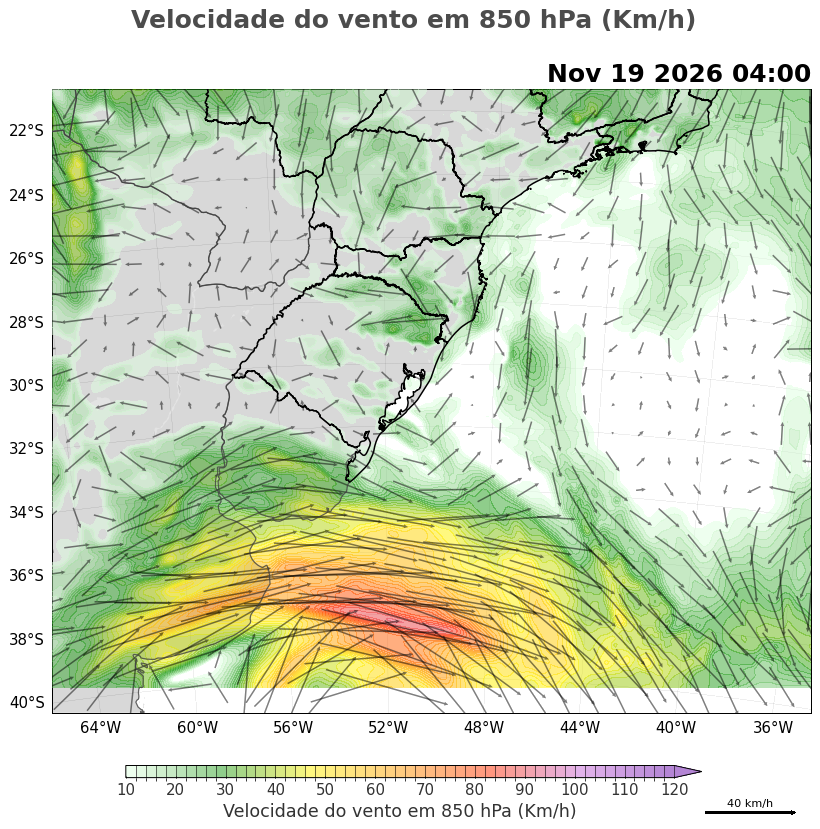 Velocidade do vento em 850 hPa (Km/h)
Nov 19 2026 04:00
22°S
24°S
26°S
28°S
30°S
32°S
34°S
36°S
38°S
40°S
64°W 60°W 56°W 52°W 48°W 44°W 40°W 36°W
10 20 30 40 50 60 70 80 90 100 110 120
Velocidade do vento em 850 hPa (Km/h)
40 km/h